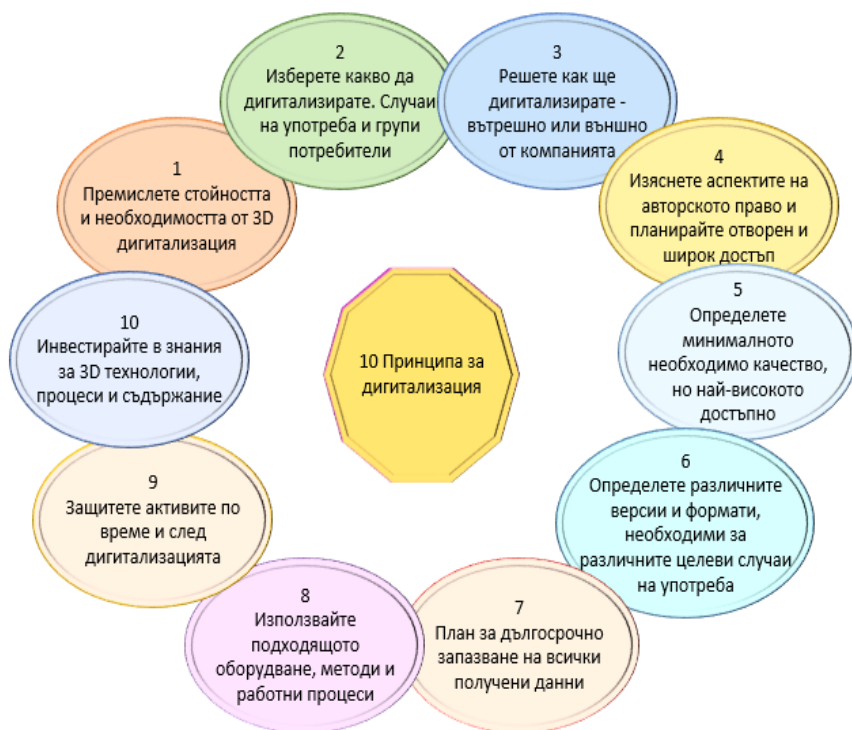 1
Премислете стойността
и необходимостта от 3D
дигитализация
2
Изберете какво да
дигитализирате. Случаи
на употреба и групи
потребители
3
Решете как ще
дигитализирате -
вътрешно или външно
от компанията
4
Изяснете аспектите на
авторското право и
планирайте отворен и
широк достъп
5
Определете
минималното
необходимо качество,
но най-високото
достъпно
6
Определете различните
версии и формати,
необходими за
различните целеви случаи
на употреба
7
План за дългосрочно
запазване на всички
получени данни
8
Използвайте
подходящото
оборудване, методи и
работни процеси
9
Защитете активите по
време и след
дигитализацията
10
Инвестирайте в знания
за 3D технологии,
процеси и съдържание
10 Принципа за
дигитализация